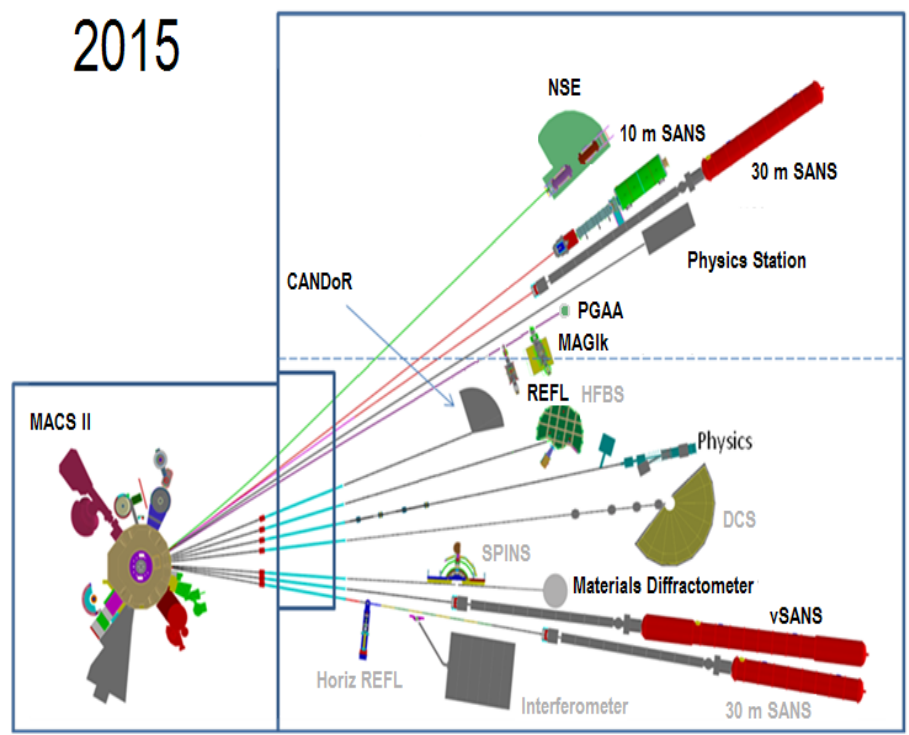 2015
NSE
10 m SANS
30 m SANS
Physics Station
CANDoR
PGAA
MAGIk
REFL HFBS
MACS II
Physics
DCS
SPINS
Materials Diffractometer
vSANS
Horiz REFL
Interferometer
30 m SANS